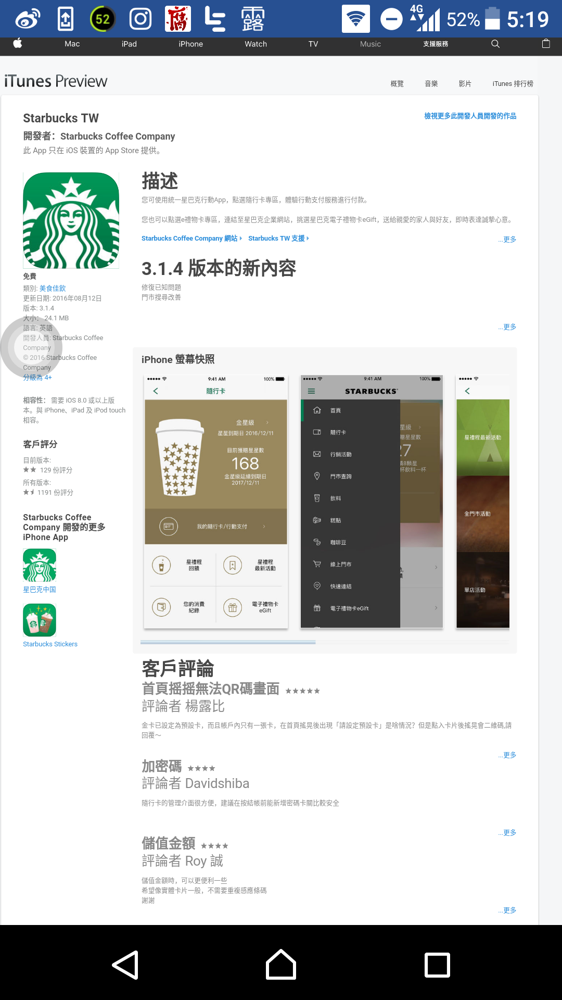 52
4G
52%
5:19
Mac
iPad
iPhone
Watch
TV
Music
支援服務
iTunes Preview
概覽
音樂
影片
iTunes 排行榜
Starbucks TW
檢視更多此開發人員開發的作品
開發者：Starbucks Coffee Company
此 App 只在 iOS 裝置的 App Store 提供。
描述
您可使用統一星巴克行動App，點選隨行卡專區，體驗行動支付服務進行付款。
您也可以點選e禮物卡專區，連結至星巴克企業網站，挑選星巴克電子禮物卡eGift，送給親愛的家人與好友，即時表達誠摯心意。
Starbucks Coffee Company 網站
Starbucks TW 支援
...更多
3.1.4 版本的新內容
修復已知問題
門市搜尋改善
...更多
免費
類別: 美食佳飲
更新日期: 2016年08月12日
版本: 3.1.4
大小： 24.1 MB
語言: 英語
開發人員: Starbucks Coffee
Company
© 2016 Starbucks Coffee
Company
分級為 4+
相容性： 需要 iOS 8.0 或以上版
本。與 iPhone、iPad 及 iPod touch
相容。
客戶評分
目前版本:
★★ 129 份評分
所有版本:
1191 份評分
Starbucks Coffee
Company 開發的更多
iPhone App
星巴克中国
Starbucks Stickers
iPhone 螢幕快照
9:41 AM
100%
隨行卡
金星級
星星到期日 2016/12/11
目前獲贈星星數
168
金星級延續到期日
2017/12/11
我的隨行卡/行動支付
星禮程
回饋
星禮程
最新活動
您的消費
紀錄
電子禮物卡
eGift
9:41 AM
100%
STARBUCKS
首頁
隨行卡
行銷活動
門市查詢
飲料
糕點
咖啡豆
線上門市
快速連結
電子禮物卡eGift
星級
贈星星數
27
8顆星
杯飲料一杯
星禮程最新活動
全門市活動
單店活動
客戶評論
首頁搖搖無法QR碼畫面 ★★★★★
評論者 楊露比
金卡已設定為預設卡，而且帳戶內只有一張卡，在首頁搖晃後出現「請設定預設卡」是啥情況？但是點入卡片後搖晃會二維碼,請
回覆～
...更多
加密碼 ★★★★
評論者 Davidshiba
隨行卡的管理介面很方便，建議在按結帳前能新增密碼卡關比較安全
...更多
儲值金額 ★★★★
評論者 Roy 誠
儲值金額時，可以更便利一些
希望像實體卡片一般，不需要重複感應條碼
謝謝
...更多